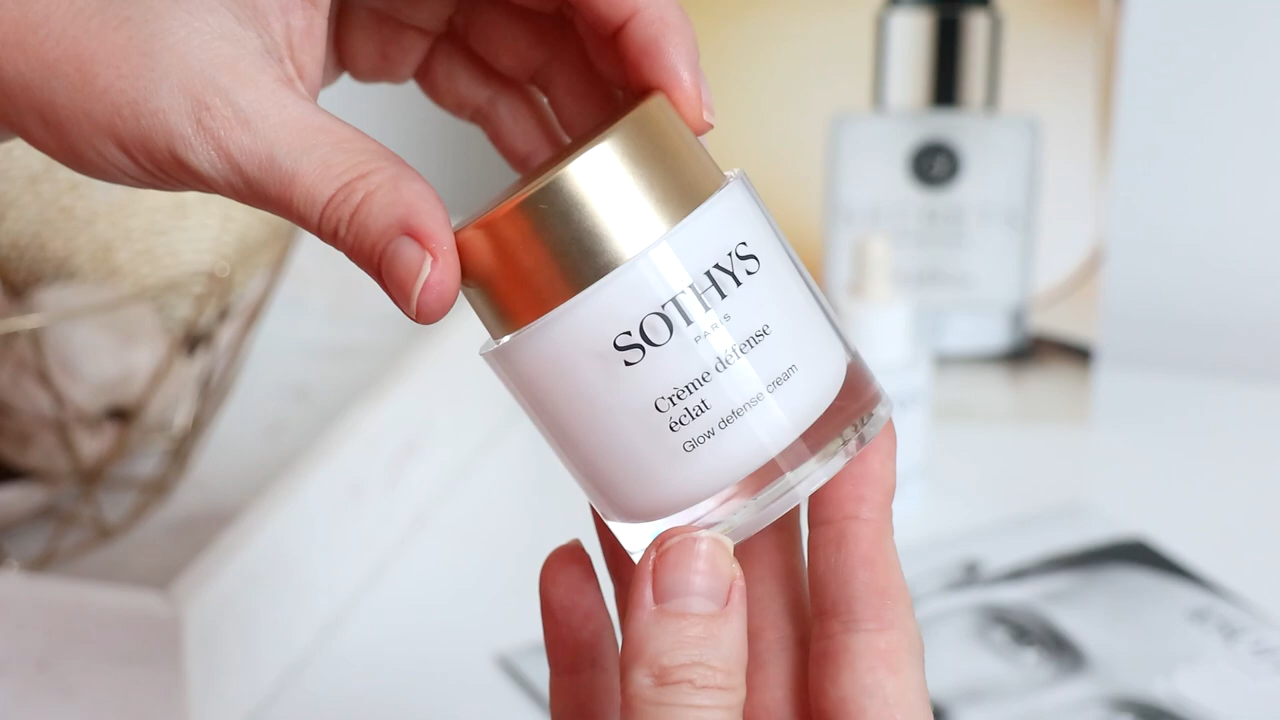 SOTHYS
PARIS
Crème défense
éclat
Glow defense cream